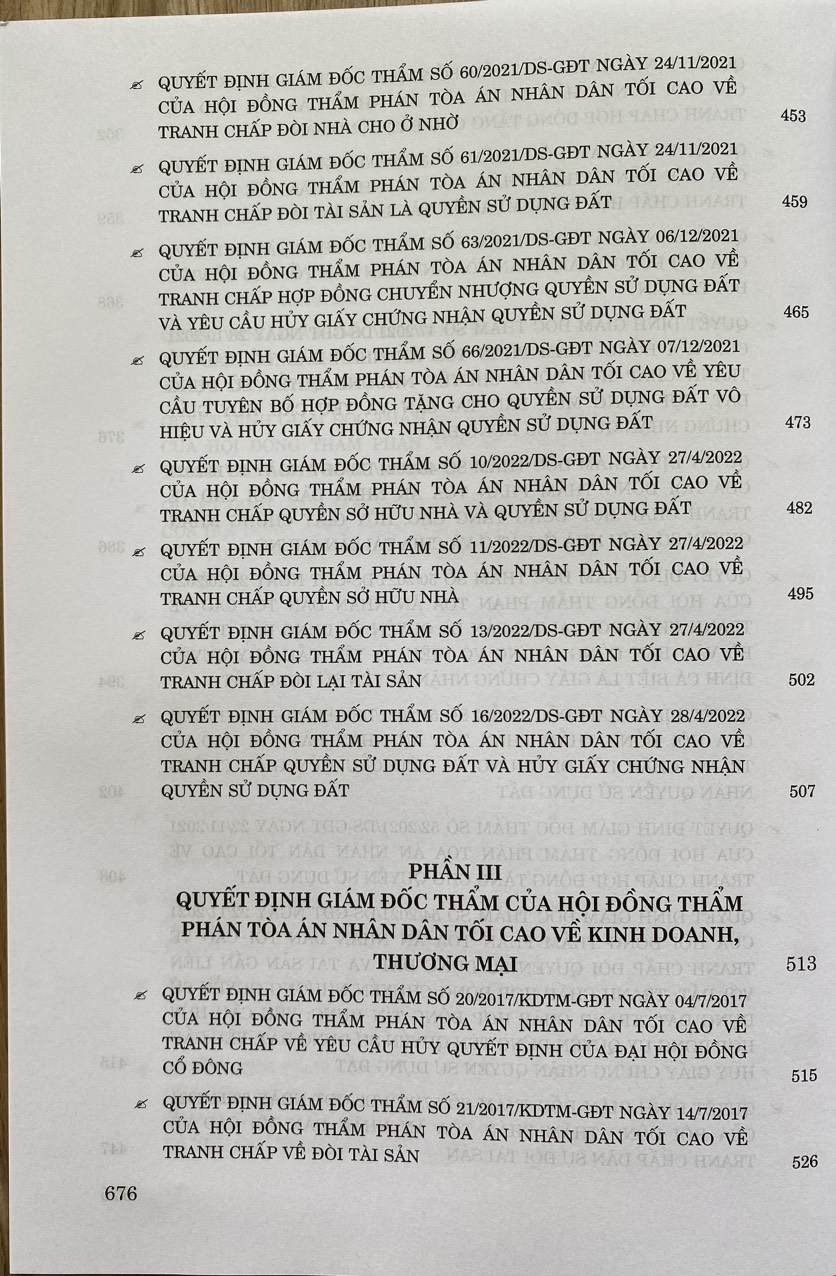 QUYẾT ĐỊNH GIÁM ĐỐC THẨM SỐ 60/2021/DS-GĐT NGÀY 24/11/2021
CỦA HỘI ĐỒNG THẨM PHÁN TÒA ÁN NHÂN DÂN TỐI CAO VỀ
TRANH CHẤP ĐÒI NHÀ CHO Ở NHỜ 453
QUYẾT ĐỊNH GIÁM ĐỐC THẨM SỐ 61/2021/DS-GĐT NGÀY 24/11/2021
CỦA HỘI ĐỒNG THẨM PHÁN TÒA ÁN NHÂN DÂN TỐI CAO VỀ
TRANH CHẤP ĐÒI TÀI SẢN LÀ QUYỀN SỬ DỤNG ĐẤT 459
QUYẾT ĐỊNH GIÁM ĐỐC THẨM SỐ 63/2021/DS-GĐT NGÀY 06/12/2021
CỦA HỘI ĐỒNG THẨM PHÁN TÒA ÁN NHÂN DÂN TỐI CAO VỀ
TRANH CHẤP HỢP ĐỒNG CHUYỂN NHƯỢNG QUYỀN SỬ DỤNG ĐẤT
VÀ YÊU CẦU HỦY GIẤY CHỨNG NHẬN QUYỀN SỬ DỤNG ĐẤT 465
QUYẾT ĐỊNH GIÁM ĐỐC THẨM SỐ 66/2021/DS-GĐT NGÀY 07/12/2021
CỦA HỘI ĐỒNG THẨM PHÁN TÒA ÁN NHÂN DÂN TỐI CAO VỀ YÊU
CẦU TUYÊN BỐ HỢP ĐỒNG TẶNG CHO QUYỀN SỬ DỤNG ĐẤT VÔ
HIỆU VÀ HỦY GIẤY CHỨNG NHẬN QUYỀN SỬ DỤNG ĐẤT 473
QUYẾT ĐỊNH GIÁM ĐỐC THẨM SỐ 10/2022/DS-GĐT NGÀY 27/4/2022
CỦA HỘI ĐỒNG THẨM PHÁN TÒA ÁN NHÂN DÂN TỐI CAO VỀ
TRANH CHẤP QUYỀN SỞ HỮU NHÀ VÀ QUYỀN SỬ DỤNG ĐẤT 482
QUYẾT ĐỊNH GIÁM ĐỐC THẨM SỐ 11/2022/DS-GĐT NGÀY 27/4/2022
CỦA HỘI ĐỒNG THẨM PHÁN TÒA ÁN NHÂN DÂN TỐI CAO VỀ
TRANH CHẤP QUYỀN SỞ HỮU NHÀ 495
QUYẾT ĐỊNH GIÁM ĐỐC THẨM SỐ 13/2022/DS-GĐT NGÀY 27/4/2022
CỦA HỘI ĐỒNG THẨM PHÁN TÒA ÁN NHÂN DÂN TỐI CAO VỀ
TRANH CHẤP ĐÒI LẠI TÀI SẢN 502
QUYẾT ĐỊNH GIÁM ĐỐC THẨM SỐ 16/2022/DS-GĐT NGÀY 28/4/2022
CỦA HỘI ĐỒNG THẨM PHÁN TÒA ÁN NHÂN DÂN TỐI CAO VỀ
TRANH CHẤP QUYỀN SỬ DỤNG ĐẤT VÀ HỦY GIẤY CHỨNG NHẬN
QUYỀN SỬ DỤNG ĐẤT 507
PHẦN III
QUYẾT ĐỊNH GIÁM ĐỐC THẨM CỦA HỘI ĐỒNG THẨM
PHÁN TÒA ÁN NHÂN DÂN TỐI CAO VỀ KINH DOANH,
THƯƠNG MẠI 513
QUYẾT ĐỊNH GIÁM ĐỐC THẨM SỐ 20/2017/KDTM-GĐT NGÀY 04/7/2017
CỦA HỘI ĐỒNG THẨM PHÁN TÒA ÁN NHÂN DÂN TỐI CAO VỀ
TRANH CHẤP VỀ YÊU CẦU HỦY QUYẾT ĐỊNH CỦA ĐẠI HỘI ĐỒNG
CỔ ĐÔNG 515
QUYẾT ĐỊNH GIÁM ĐỐC THẨM SỐ 21/2017/KDTM-GĐT NGÀY 14/7/2017
CỦA HỘI ĐỒNG THẨM PHÁN TÒA ÁN NHÂN DÂN TỐI CAO VỀ
TRANH CHẤP VỀ ĐÒI TÀI SẢN 526
676